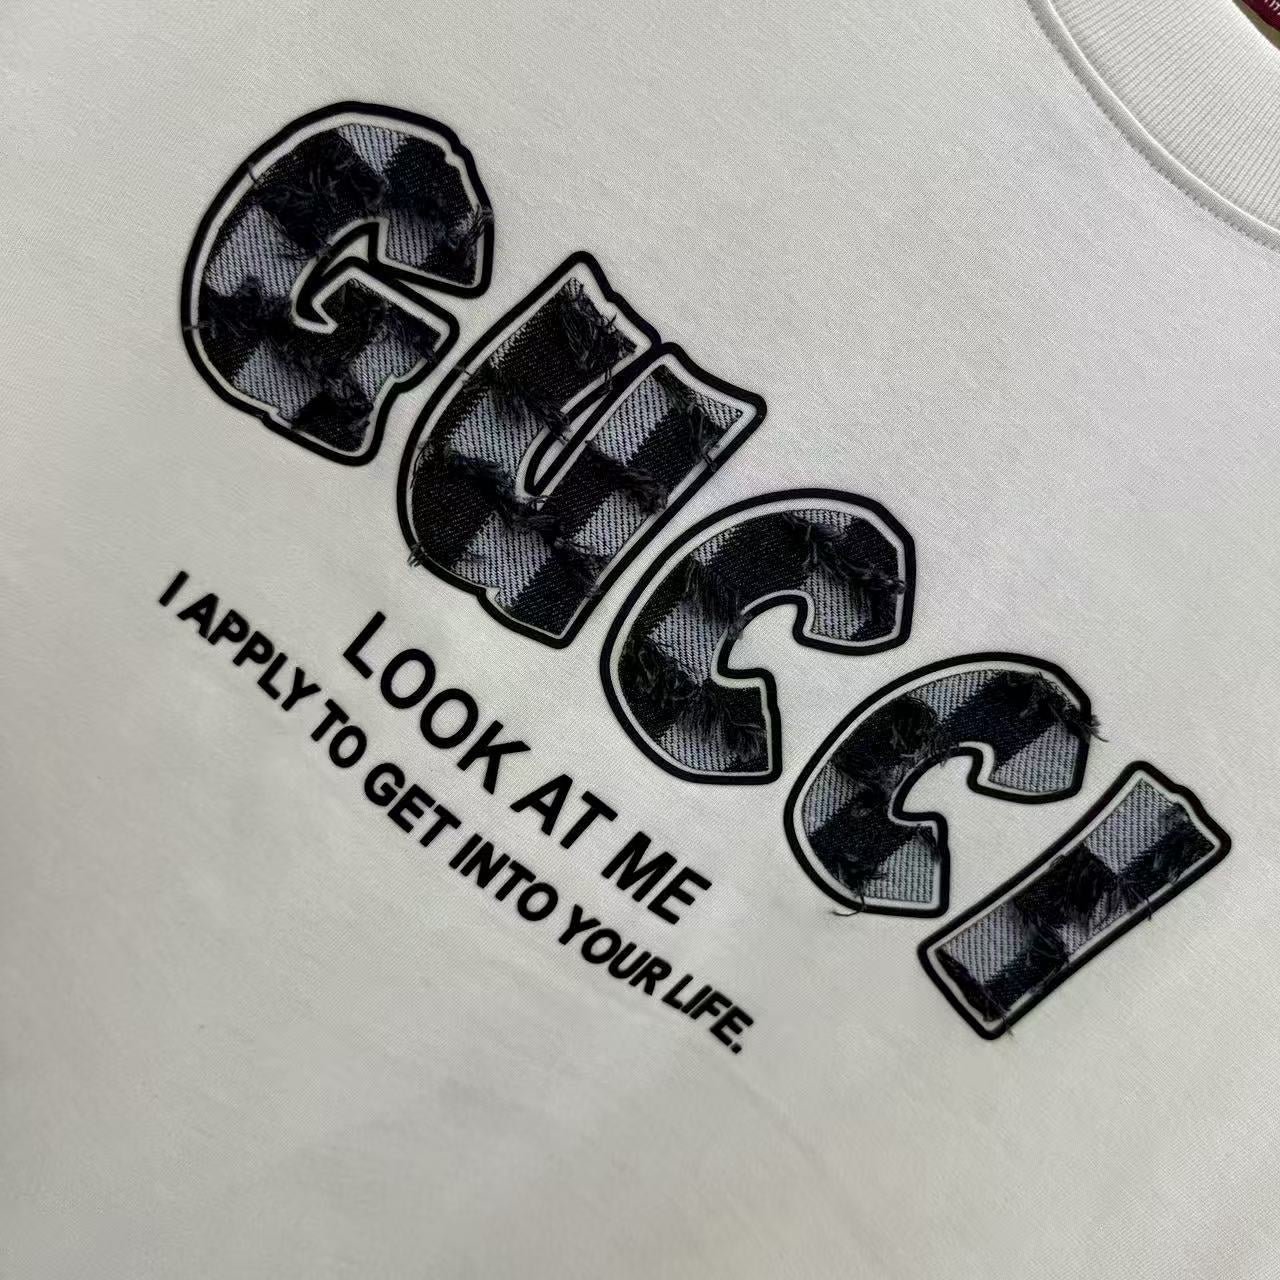 GUCCI
LOOK AT ME
I APPLY TO GET INTO YOUR LIFE.